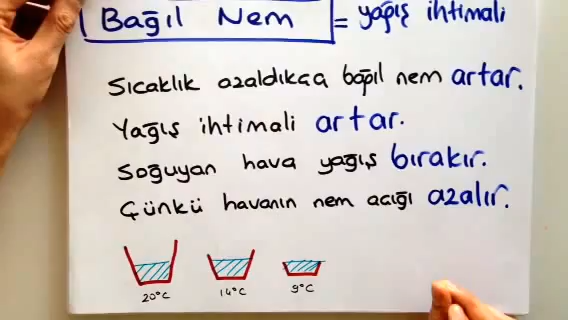 Bağıl Nem = yağış ihtimali
Sıcaklık azaldıkça bağıl nem artar.
Yağış ihtimali artar.
Soğuyan hava yağış bırakır.
Çünkü havanın nem açığı azalır.
20°C 14°C 9°C